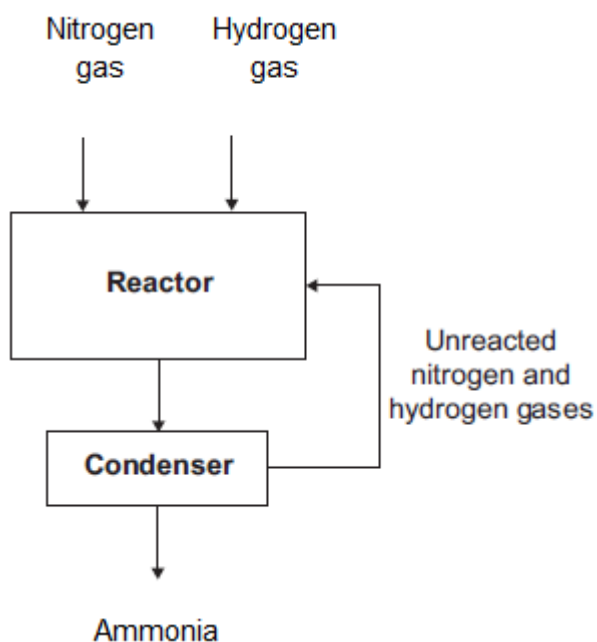 Nitrogen
gas
Hydrogen
gas
Reactor
Unreacted
nitrogen and
hydrogen gases
Condenser
Ammonia